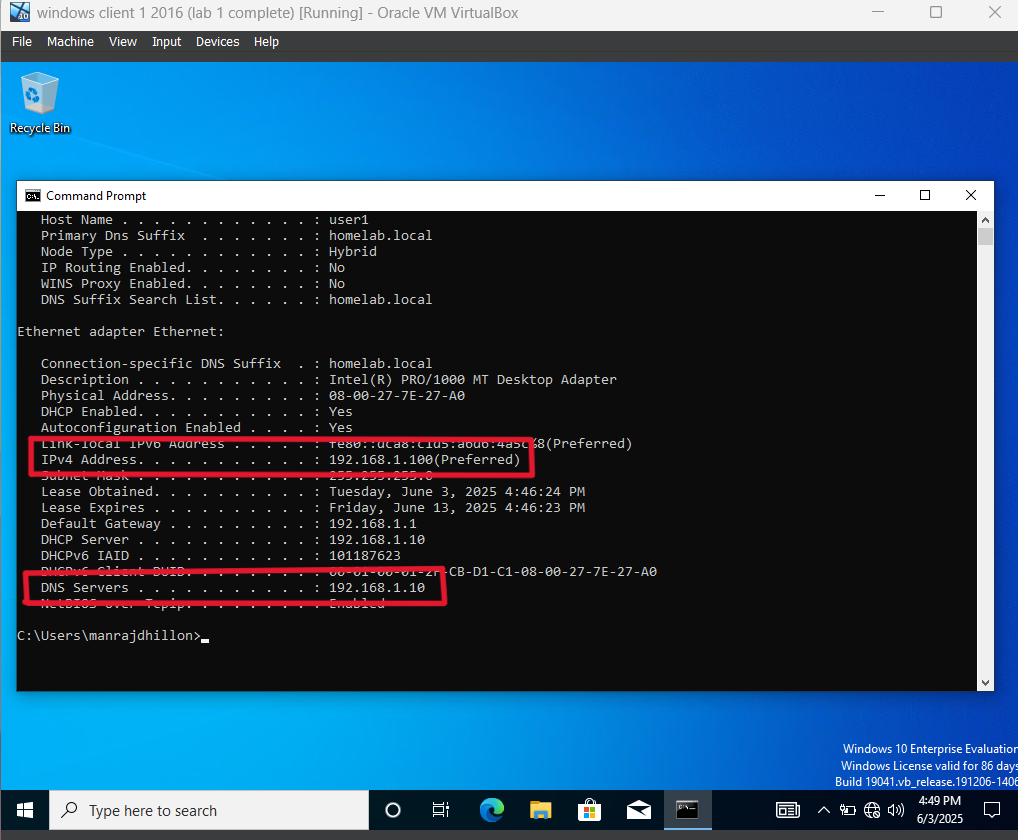 windows client 1 2016 (lab 1 complete) [Running] - Oracle VM VirtualBox
File Machine View Input Devices Help
Recycle Bin
Command Prompt
Host Name . . . . . . . . . . . . : user1
Primary Dns Suffix . . . . . . . : homelab.local
Node Type . . . . . . . . . . . . : Hybrid
IP Routing Enabled. . . . . . . . : No
WINS Proxy Enabled. . . . . . . . : No
DNS Suffix Search List. . . . . . : homelab.local
Ethernet adapter Ethernet:
Connection-specific DNS Suffix . : homelab.local
Description . . . . . . . . . . . : Intel(R) PRO/1000 MT Desktop Adapter
Physical Address. . . . . . . . . : 08-00-27-7E-27-A0
DHCP Enabled. . . . . . . . . . . : Yes
Autoconfiguration Enabled . . . . : Yes
Link-local IPv6 Address . . . . . : fe80::dca8:c1d5:a6d6:4a5c%8(Preferred)
IPv4 Address. . . . . . . . . . . : 192.168.1.100(Preferred)
Subnet Mask . . . . . . . . . . . : 255.255.255.0
Lease Obtained. . . . . . . . . . : Tuesday, June 3, 2025 4:46:24 PM
Lease Expires . . . . . . . . . . : Friday, June 13, 2025 4:46:23 PM
Default Gateway . . . . . . . . . : 192.168.1.1
DHCP Server . . . . . . . . . . . : 192.168.1.10
DHCPv6 IAID . . . . . . . . . . . : 101187623
DHCPv6 Client DUID. . . . . . . . : 00-01-00-01-2F-CB-D1-C1-08-00-27-7E-27-A0
DNS Servers . . . . . . . . . . . : 192.168.1.10
NetBIOS over Tcpip. . . . . . . . : Enabled
C:\Users\manrajdhillon>
Windows 10 Enterprise Evaluation
Windows License valid for 86 days
Build 19041.vb_release.191206-1406
Type here to search
4:49 PM
6/3/2025